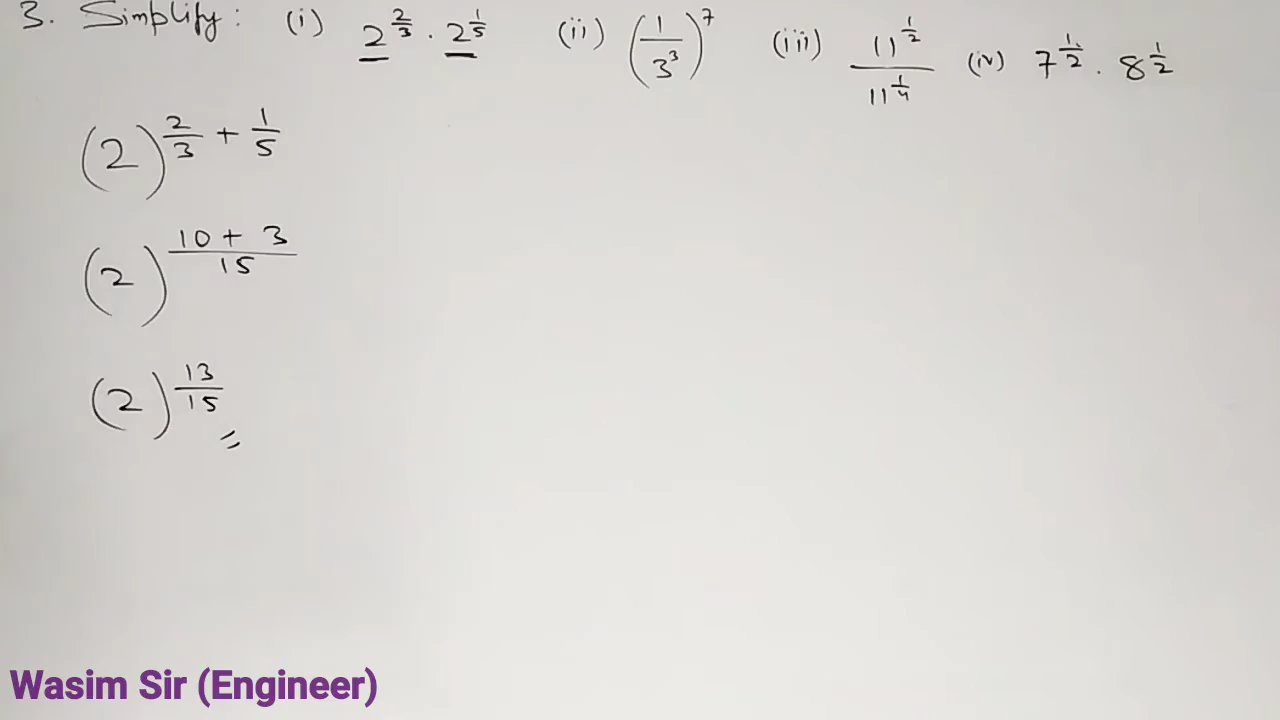 3. Simplify: (i) 2^(2/3) . 2^(1/5) (ii) (1/3^3)^7 (iii) 11^(1/2) / 11^(1/4) (iv) 7^(1/2) . 8^(1/2)
(2)^(2/3 + 1/5)
(2)^((10 + 3)/15)
(2)^(13/15)
Wasim Sir (Engineer)